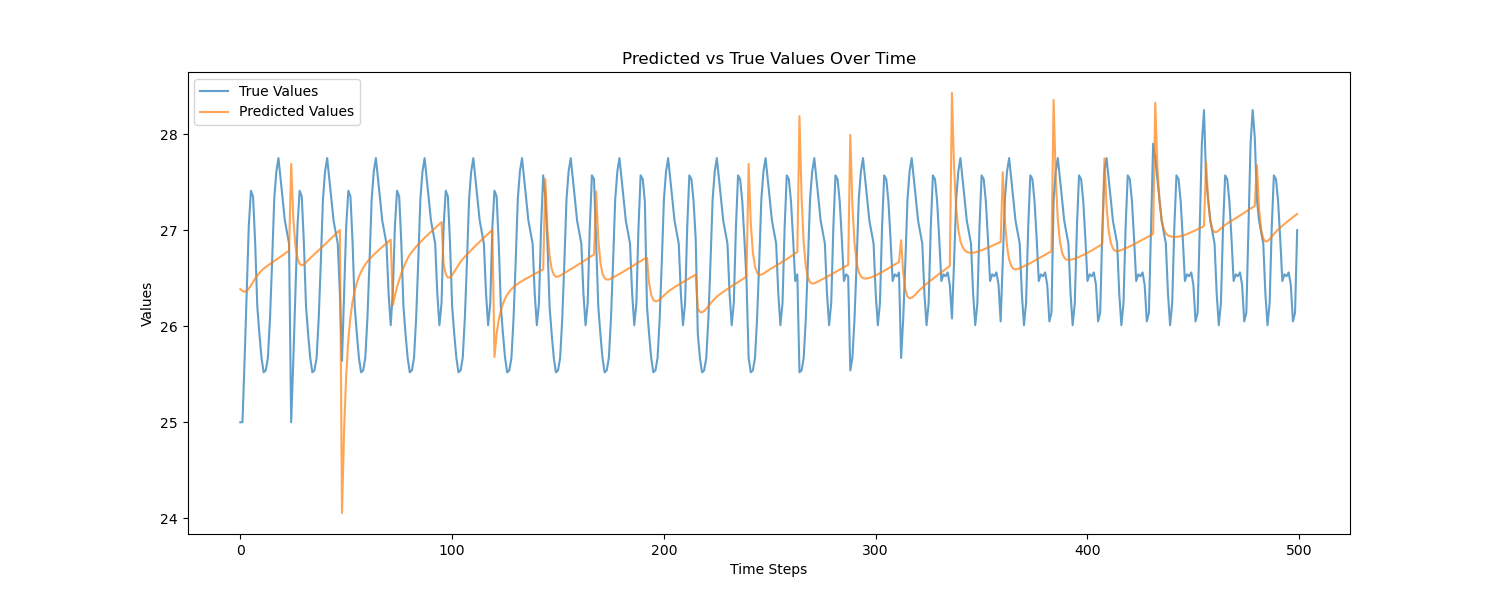 Predicted vs True Values Over Time
True Values
Predicted Values
Values
28
27
26
25
24
0
100
200
300
400
500
Time Steps